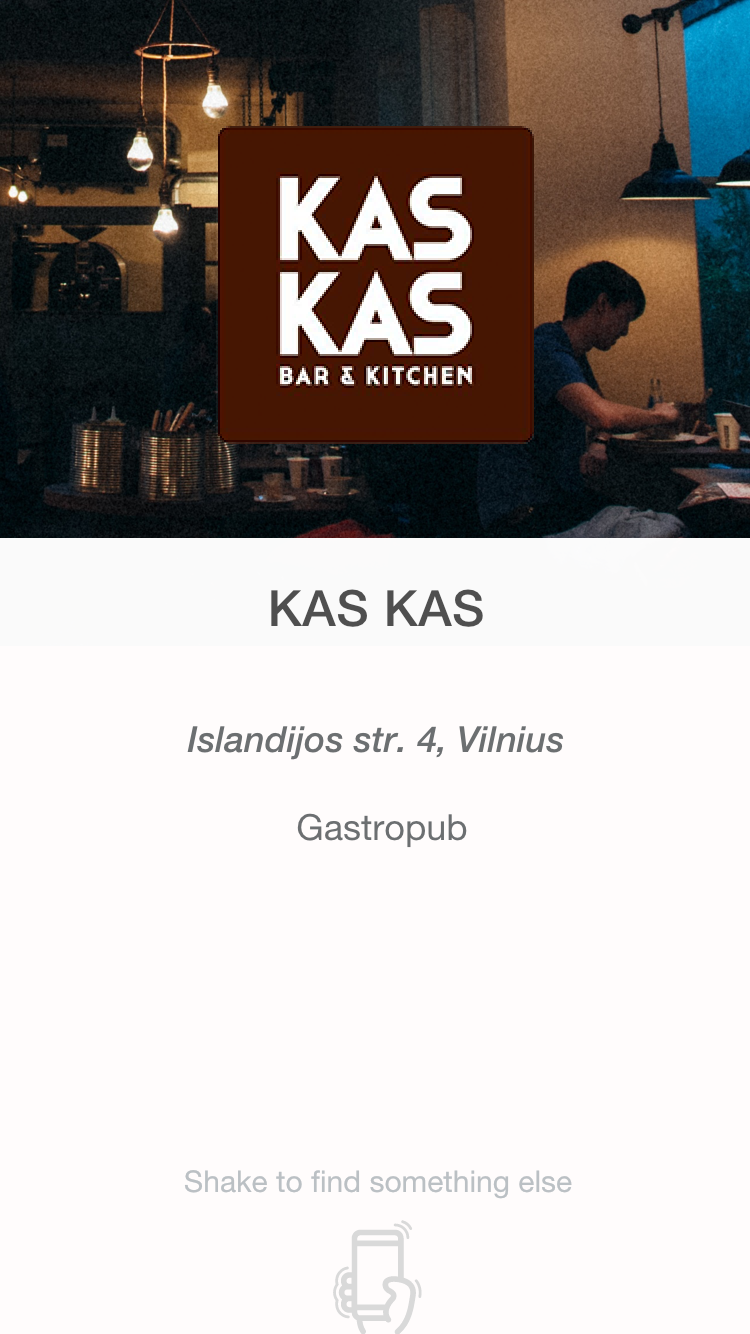 KAS
KAS
BAR & KITCHEN
KAS KAS
Islandijos str. 4, Vilnius
Gastropub
Shake to find something else